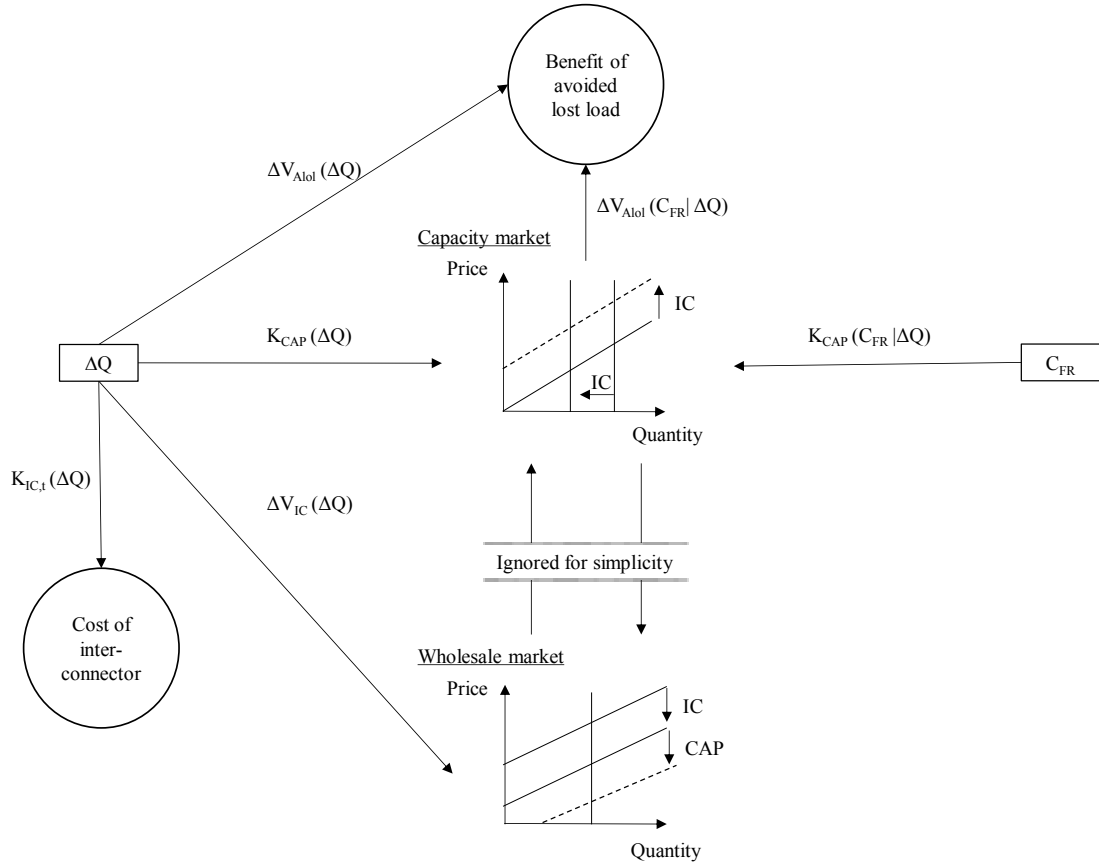 Benefit of
avoided
lost load
ΔV_Alol (ΔQ)
ΔV_Alol (C_FR| ΔQ)
Capacity market
Price
IC
K_CAP (ΔQ)
K_CAP (C_FR |ΔQ)
ΔQ
C_FR
IC
Quantity
K_IC,t (ΔQ)
ΔV_IC (ΔQ)
Ignored for simplicity
Cost of
inter-
connector
Wholesale market
Price
IC
CAP
Quantity